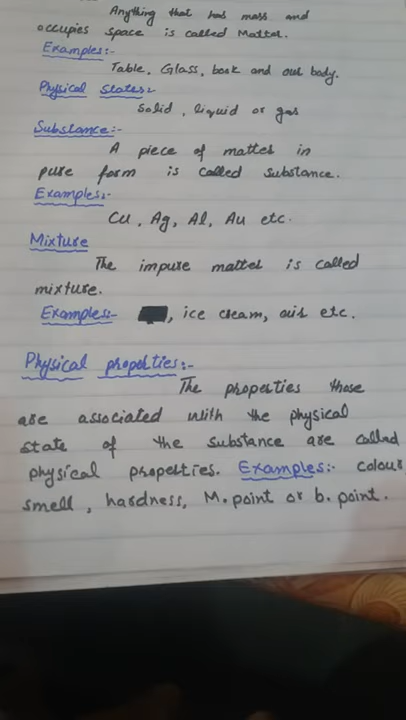 Anything that has mass and
occupies space is called Matter.
Examples:-
Table, Glass, book and our body.
Physical states:-
Solid, liquid or gas
Substance:-
A piece of matter in
pure form is called substance.
Examples:-
Cu, Ag, Al, Au etc.
Mixture
The impure matter is called
mixture.
Examples:- , ice cream, air etc.
Physical properties:-
The properties those
are associated with the physical
state of the substance are called
physical properties. Examples:- colour
smell, hardness, M. point or b. point.